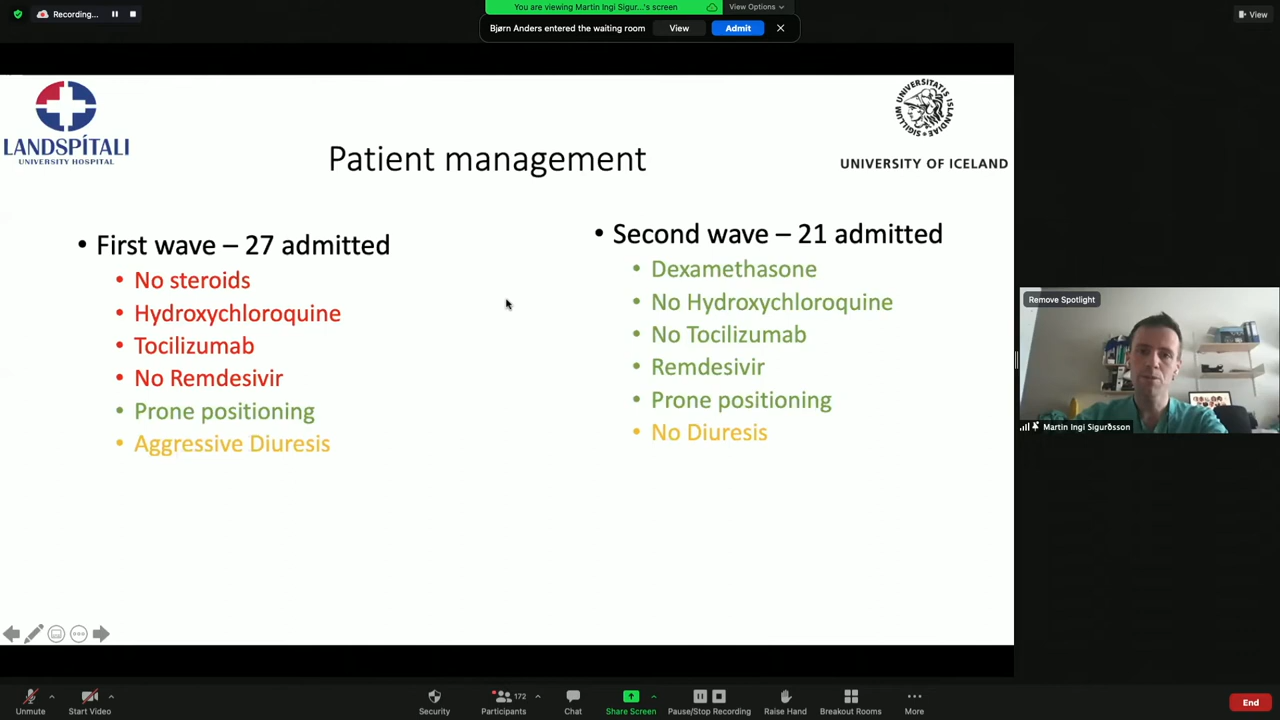 Recording...
You are viewing Martin Ingi Sigur...'s screen
View Options
Bjørn Anders entered the waiting room
View
Admit
View
LANDSPÍTALI
UNIVERSITY HOSPITAL
UNIVERSITATIS ISLANDIAE SIGILLUM
UNIVERSITY OF ICELAND
Patient management
• First wave – 27 admitted
• No steroids
• Hydroxychloroquine
• Tocilizumab
• No Remdesivir
• Prone positioning
• Aggressive Diuresis
• Second wave – 21 admitted
• Dexamethasone
• No Hydroxychloroquine
• No Tocilizumab
• Remdesivir
• Prone positioning
• No Diuresis
Remove Spotlight
Martin Ingi Sigurðsson
Unmute
Start Video
Security
172
Participants
Chat
Share Screen
Pause/Stop Recording
Raise Hand
Breakout Rooms
More
End